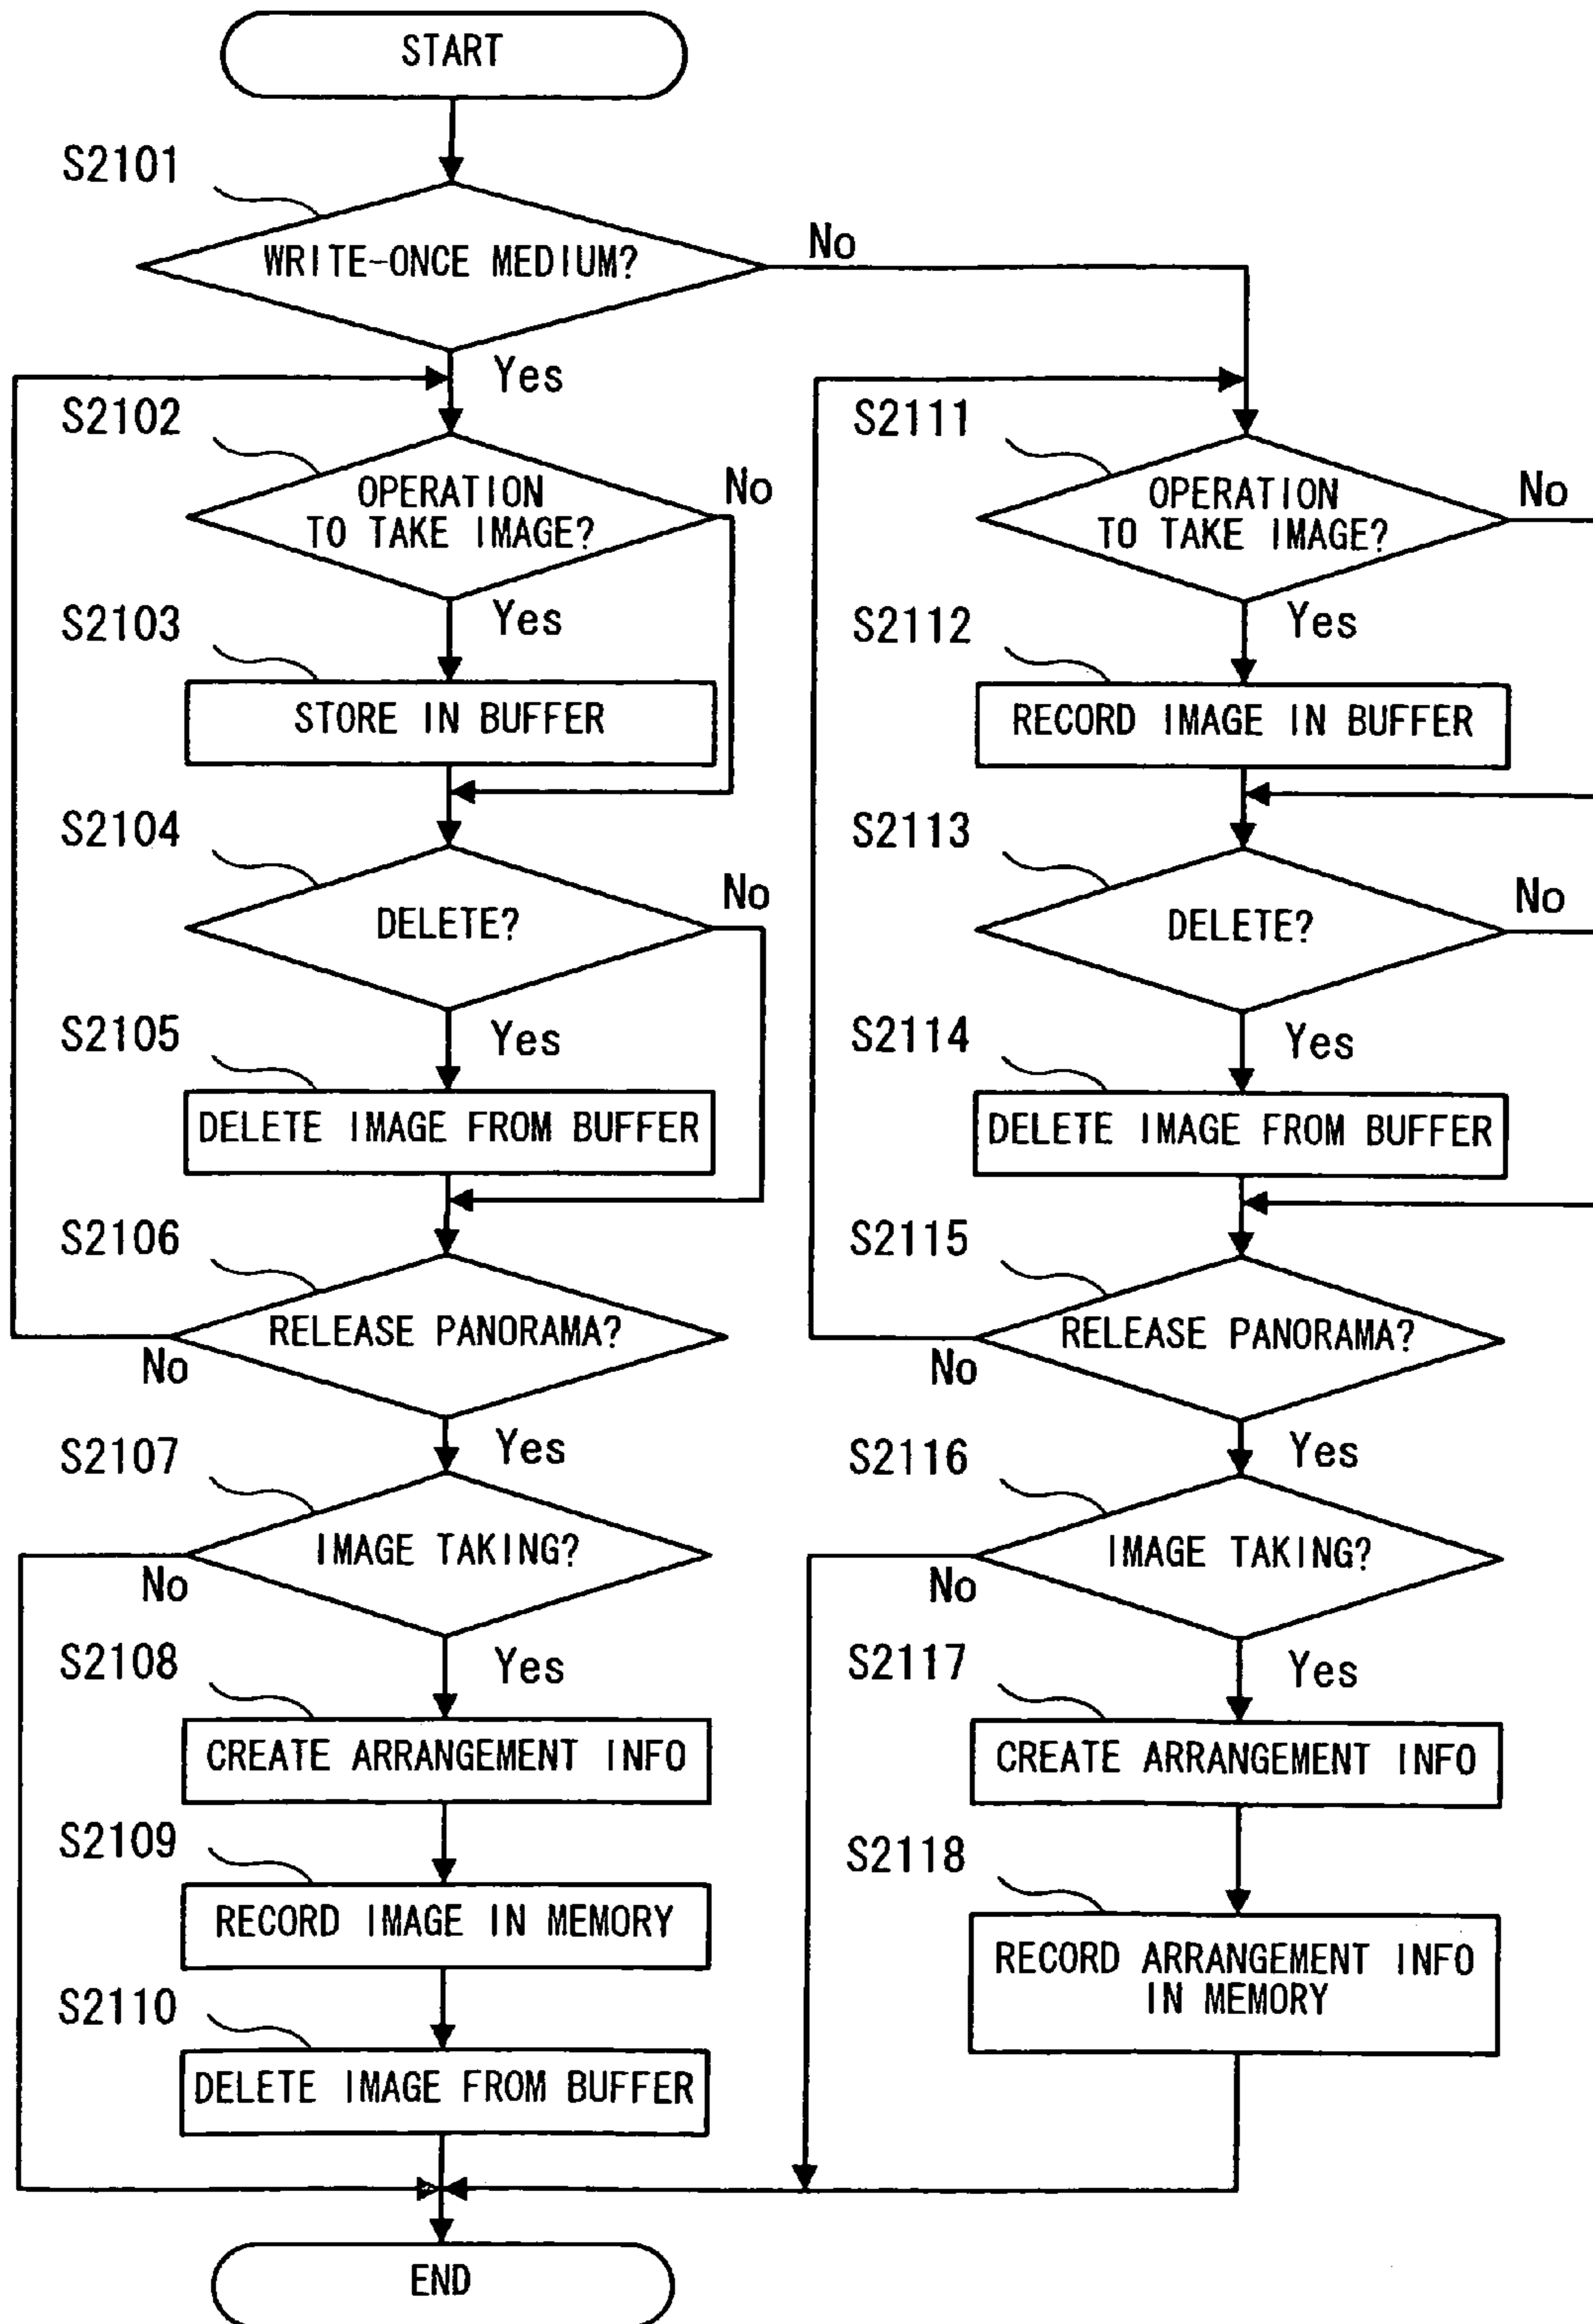 START
S2101
WRITE-ONCE MEDIUM?
No
Yes
S2102
OPERATION
TO TAKE IMAGE?
No
Yes
S2103
STORE IN BUFFER
S2104
DELETE?
No
Yes
S2105
DELETE IMAGE FROM BUFFER
S2106
RELEASE PANORAMA?
No
Yes
S2107
IMAGE TAKING?
No
Yes
S2108
CREATE ARRANGEMENT INFO
S2109
RECORD IMAGE IN MEMORY
S2110
DELETE IMAGE FROM BUFFER
S2111
OPERATION
TO TAKE IMAGE?
No
Yes
S2112
RECORD IMAGE IN BUFFER
S2113
DELETE?
No
Yes
S2114
DELETE IMAGE FROM BUFFER
S2115
RELEASE PANORAMA?
No
Yes
S2116
IMAGE TAKING?
No
Yes
S2117
CREATE ARRANGEMENT INFO
S2118
RECORD ARRANGEMENT INFO
IN MEMORY
END